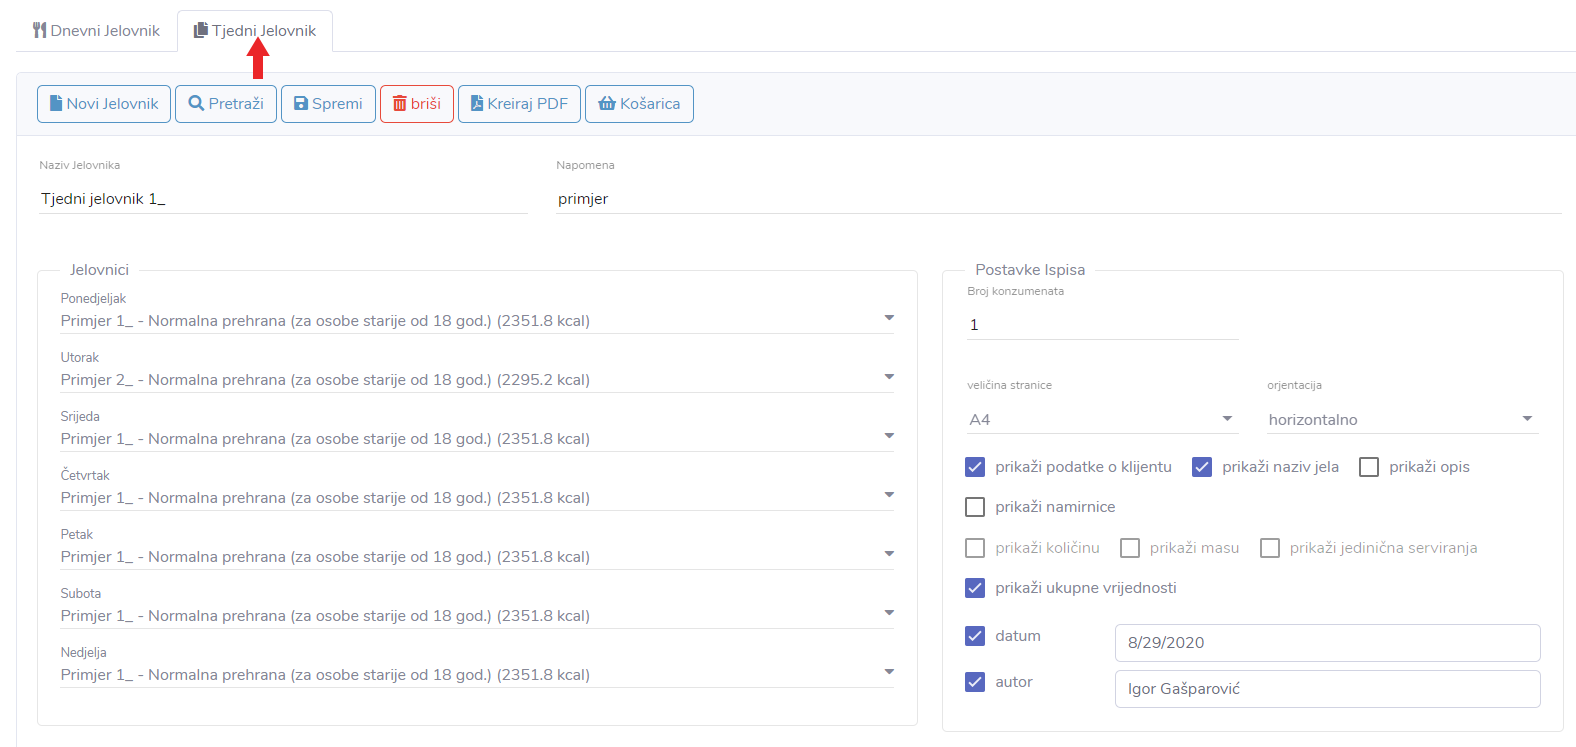 Dnevni Jelovnik
Tjedni Jelovnik
Novi Jelovnik
Pretraži
Spremi
briši
Kreiraj PDF
Košarica
Naziv Jelovnika
Tjedni jelovnik 1_
Napomena
primjer
Jelovnici
Ponedjeljak
Primjer 1_ - Normalna prehrana (za osobe starije od 18 god.) (2351.8 kcal)
Utorak
Primjer 2_ - Normalna prehrana (za osobe starije od 18 god.) (2295.2 kcal)
Srijeda
Primjer 1_ - Normalna prehrana (za osobe starije od 18 god.) (2351.8 kcal)
Četvrtak
Primjer 1_ - Normalna prehrana (za osobe starije od 18 god.) (2351.8 kcal)
Petak
Primjer 1_ - Normalna prehrana (za osobe starije od 18 god.) (2351.8 kcal)
Subota
Primjer 1_ - Normalna prehrana (za osobe starije od 18 god.) (2351.8 kcal)
Nedjelja
Primjer 1_ - Normalna prehrana (za osobe starije od 18 god.) (2351.8 kcal)
Postavke Ispisa
Broj konzumenata
1
veličina stranice
A4
orjentacija
horizontalno
prikaži podatke o klijentu
prikaži naziv jela
prikaži opis
prikaži namirnice
prikaži količinu
prikaži masu
prikaži jedinična serviranja
prikaži ukupne vrijednosti
datum
8/29/2020
autor
Igor Gašparović